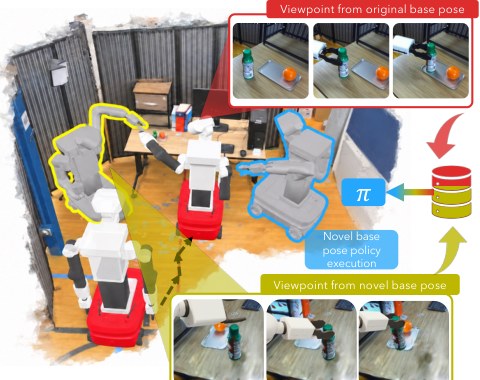 Viewpoint from original base pose
π
Novel base
pose policy
execution
Viewpoint from novel base pose